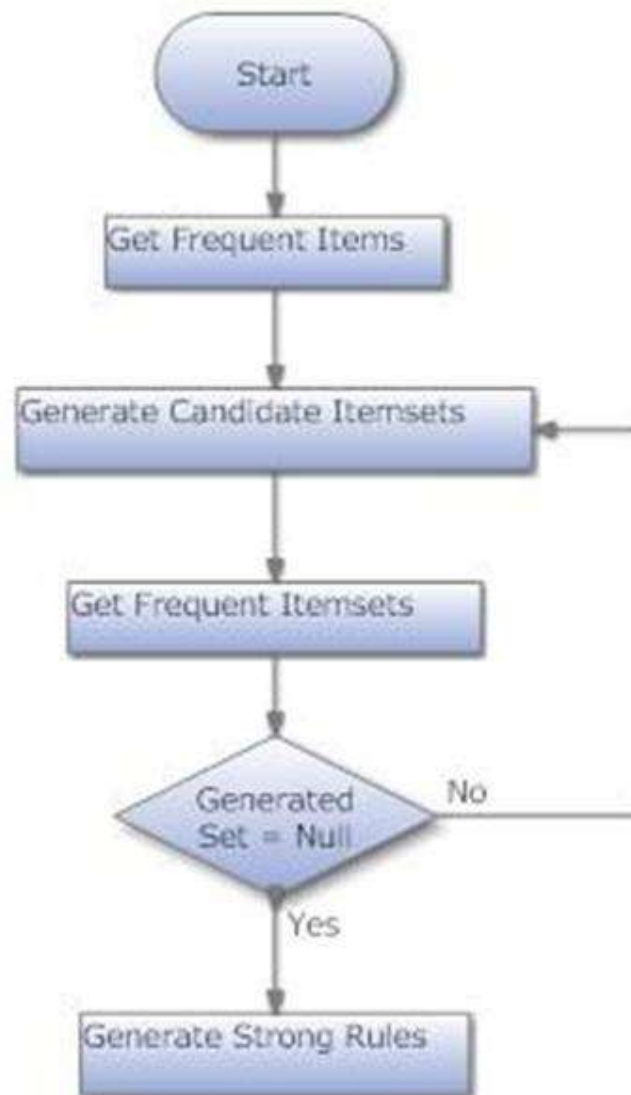 Start
Get Frequent Items
Generate Candidate Itemsets
Get Frequent Itemsets
Generated
Set = Null
No
Yes
Generate Strong Rules